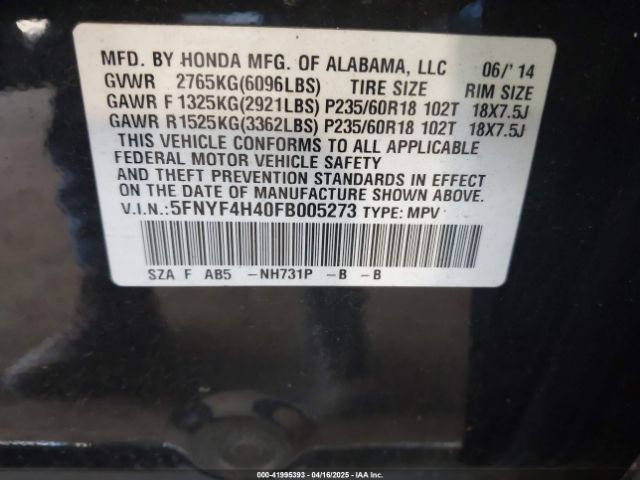 MFD. BY HONDA MFG. OF ALABAMA, LLC 06/'14
GVWR 2765KG(6096LBS) TIRE SIZE RIM SIZE
GAWR F 1325KG(2921LBS) P235/60R18 102T 18X7.5J
GAWR R 1525KG(3362LBS) P235/60R18 102T 18X7.5J
THIS VEHICLE CONFORMS TO ALL APPLICABLE
FEDERAL MOTOR VEHICLE SAFETY
AND THEFT PREVENTION STANDARDS IN EFFECT
ON THE DATE OF MANUFACTURE SHOWN ABOVE.
V.I.N.:5FNYF4H40FB005273 TYPE: MPV
SZA F AB5 -NH731P -B -B
000-41995393 - 04/16/2025 - IAA Inc.